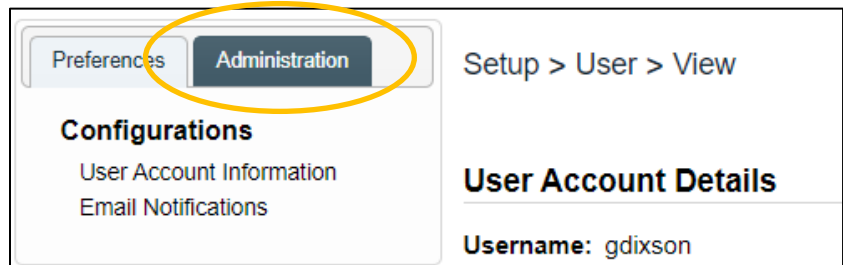 Preferences Administration
Configurations
User Account Information
Email Notifications
Setup > User > View
User Account Details
Username: gdixson